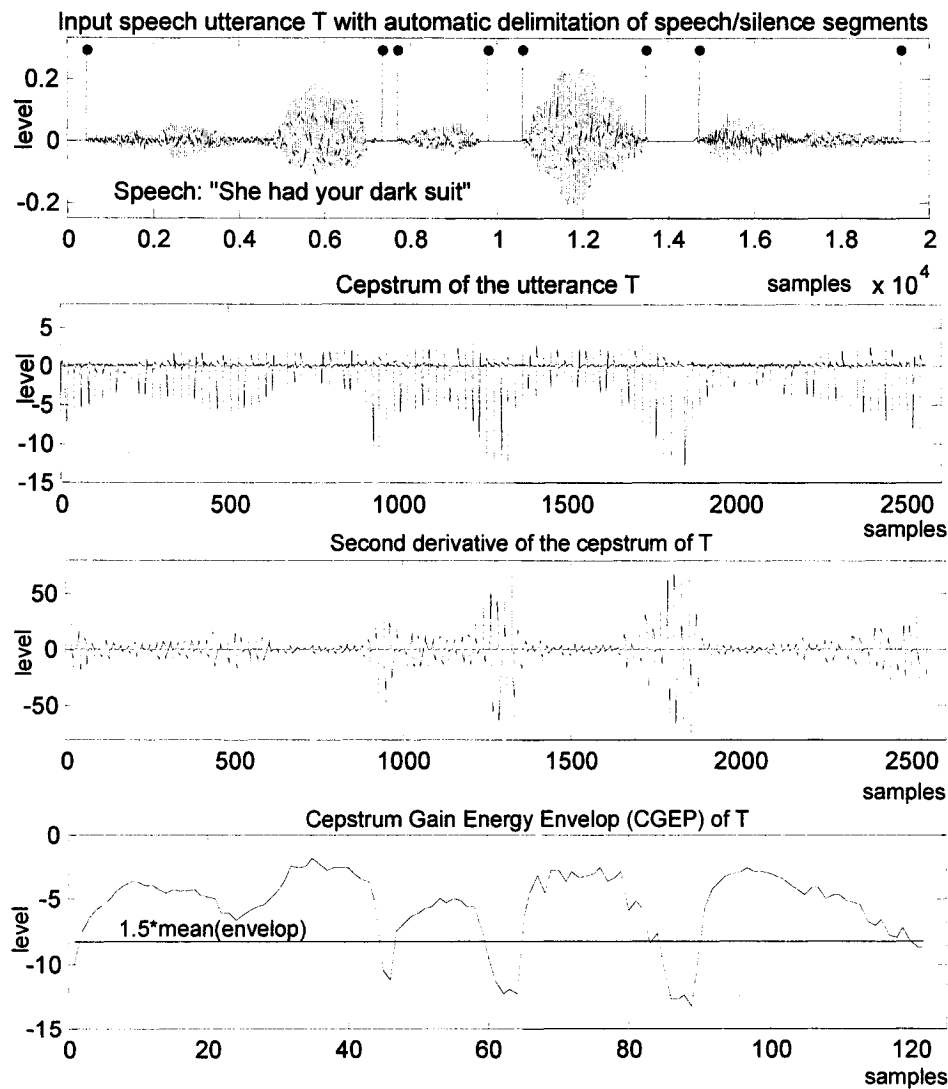 Input speech utterance T with automatic delimitation of speech/silence segments
0.2
0
-0.2
level
Speech: "She had your dark suit"
0 0.2 0.4 0.6 0.8 1 1.2 1.4 1.6 1.8 2
samples x 10^4
Cepstrum of the utterance T
5
0
-5
-10
-15
level
0 500 1000 1500 2000 2500
samples
Second derivative of the cepstrum of T
50
0
-50
level
0 500 1000 1500 2000 2500
samples
Cepstrum Gain Energy Envelop (CGEP) of T
0
-5
-10
-15
level
1.5*mean(envelop)
0 20 40 60 80 100 120
samples